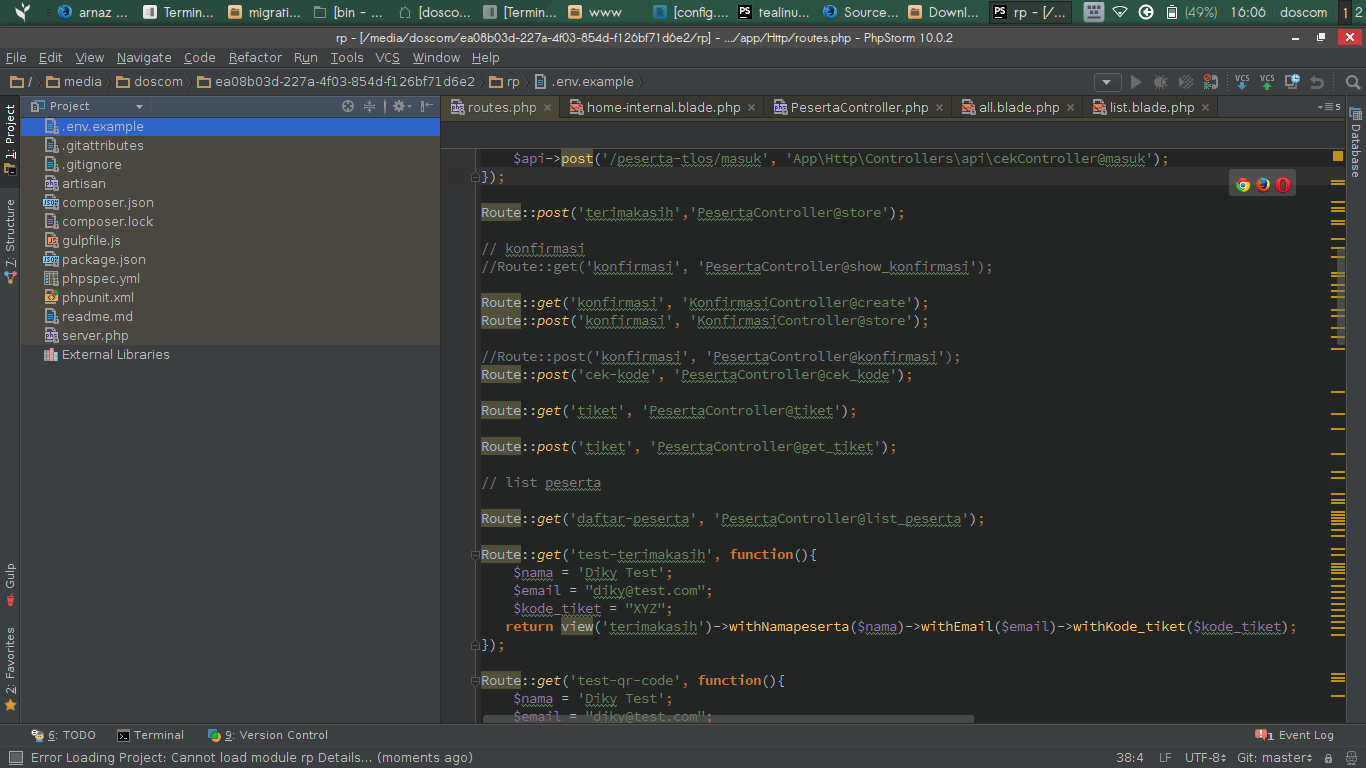 arnaz ... Termin... migrati... [bin - ... [dosco... [Termin... www [config.... tealinu... Source... Downl... rp - [/... (49%) 16:06 doscom 1 2
rp - [/media/doscom/ea08b03d-227a-4f03-854d-f126bf71d6e2/rp] - .../app/Http/routes.php - PhpStorm 10.0.2
File Edit View Navigate Code Refactor Run Tools VCS Window Help
/ media doscom ea08b03d-227a-4f03-854d-f126bf71d6e2 rp .env.example VCS VCS
Project routes.php home-internal.blade.php PesertaController.php all.blade.php list.blade.php 5
1: Project
7: Structure
Gulp
2: Favorites
Database
.env.example
.gitattributes
.gitignore
artisan
composer.json
composer.lock
gulpfile.js
package.json
phpspec.yml
phpunit.xml
readme.md
server.php
External Libraries
$api->post('/peserta-tlos/masuk', 'App\Http\Controllers\api\cekController@masuk');
});
Route::post('terimakasih','PesertaController@store');
// konfirmasi
//Route::get('konfirmasi', 'PesertaController@show_konfirmasi');
Route::get('konfirmasi', 'KonfirmasiController@create');
Route::post('konfirmasi', 'KonfirmasiController@store');
//Route::post('konfirmasi', 'PesertaController@konfirmasi');
Route::post('cek-kode', 'PesertaController@cek_kode');
Route::get('tiket', 'PesertaController@tiket');
Route::post('tiket', 'PesertaController@get_tiket');
// list peserta
Route::get('daftar-peserta', 'PesertaController@list_peserta');
Route::get('test-terimakasih', function(){
$nama = 'Diky Test';
$email = "diky@test.com";
$kode_tiket = "XYZ";
return view('terimakasih')->withNamapeserta($nama)->withEmail($email)->withKode_tiket($kode_tiket);
});
Route::get('test-qr-code', function(){
$nama = 'Diky Test';
$email = "diky@test.com";
6: TODO Terminal 9: Version Control 1 Event Log
Error Loading Project: Cannot load module rp Details... (moments ago) 38:4 LF UTF-8 Git: master